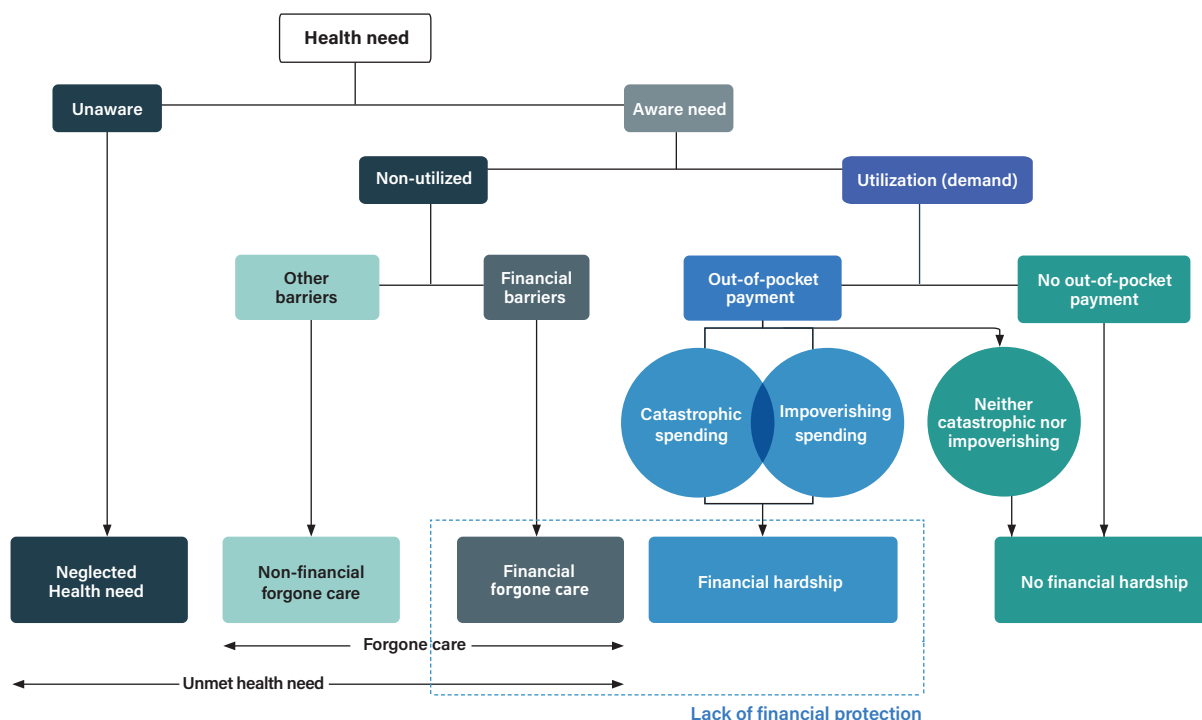 Health need
Unaware
Aware need
Non-utilized
Utilization (demand)
Other
barriers
Financial
barriers
Out-of-pocket
payment
No out-of-pocket
payment
Catastrophic
spending
Impoverishing
spending
Neither
catastrophic nor
impoverishing
Neglected
Health need
Non-financial
forgone care
Financial
forgone care
Financial hardship
No financial hardship
Forgone care
Unmet health need
Lack of financial protection